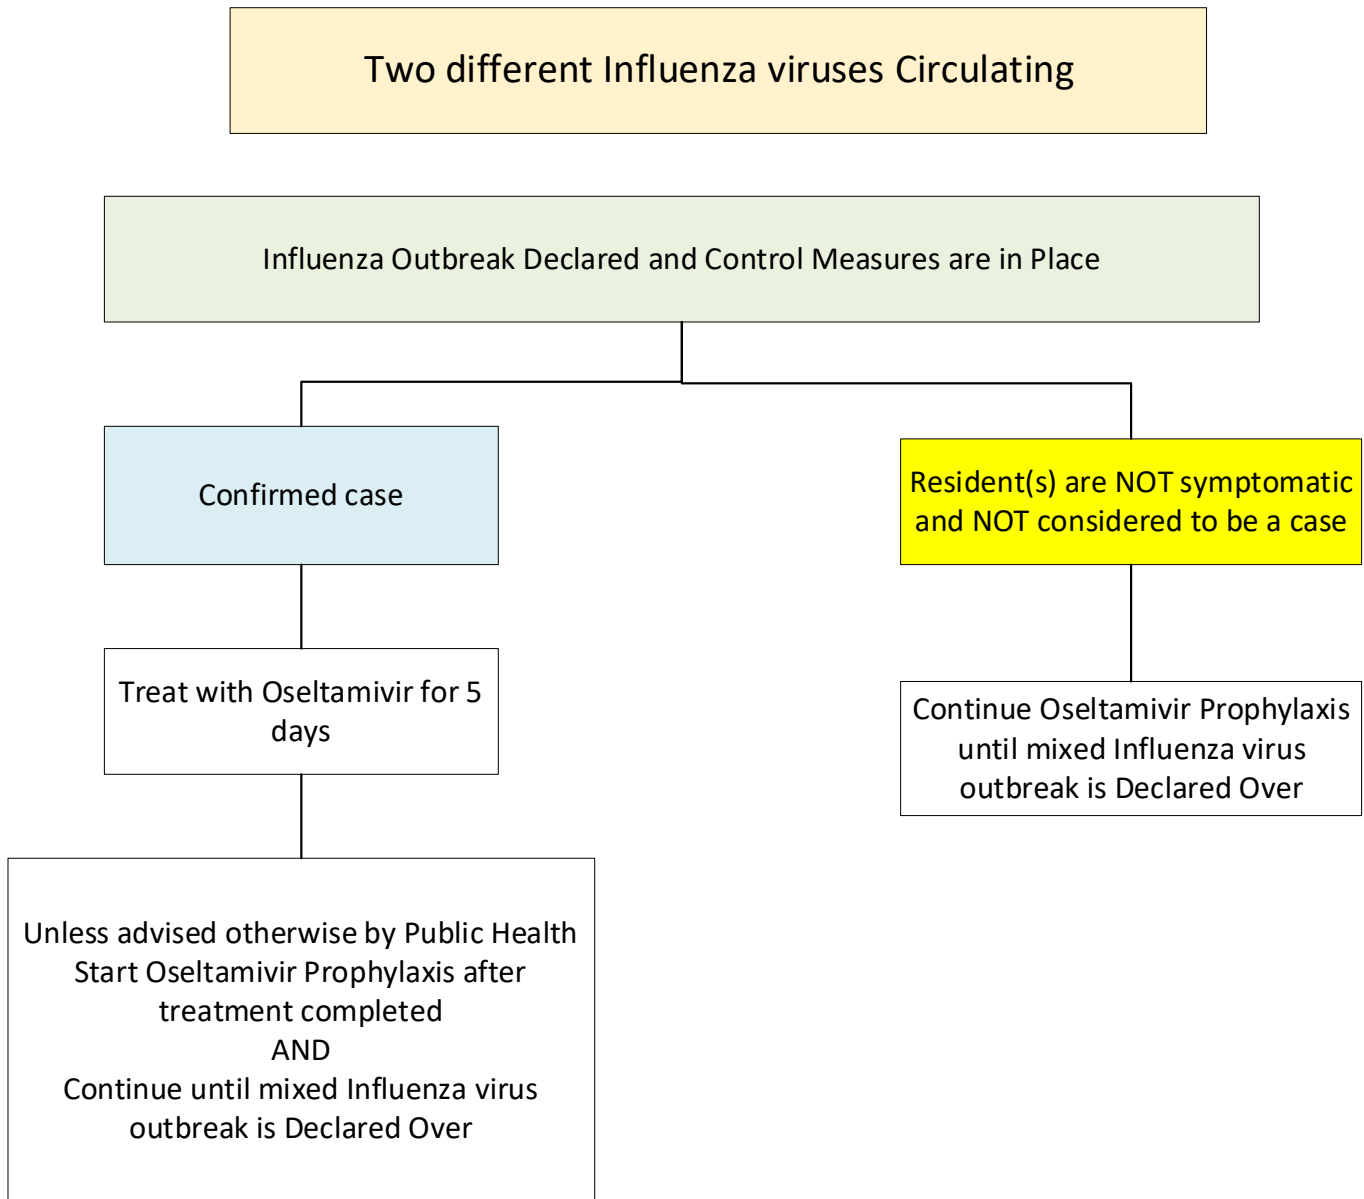 Two different Influenza viruses Circulating
Influenza Outbreak Declared and Control Measures are in Place
Confirmed case
Resident(s) are NOT symptomatic
and NOT considered to be a case
Treat with Oseltamivir for 5
days
Continue Oseltamivir Prophylaxis
until mixed Influenza virus
outbreak is Declared Over
Unless advised otherwise by Public Health
Start Oseltamivir Prophylaxis after
treatment completed
AND
Continue until mixed Influenza virus
outbreak is Declared Over